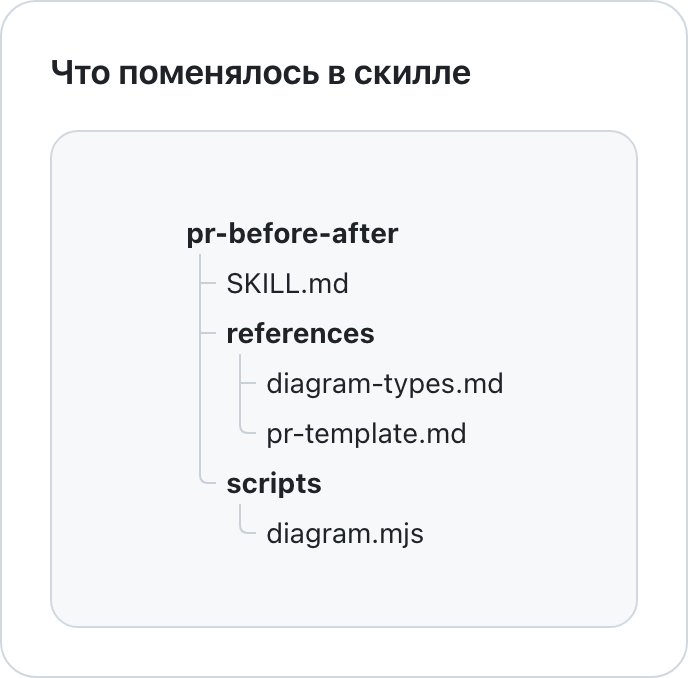 Что поменялось в скилле
pr-before-after
SKILL.md
references
diagram-types.md
pr-template.md
scripts
diagram.mjs